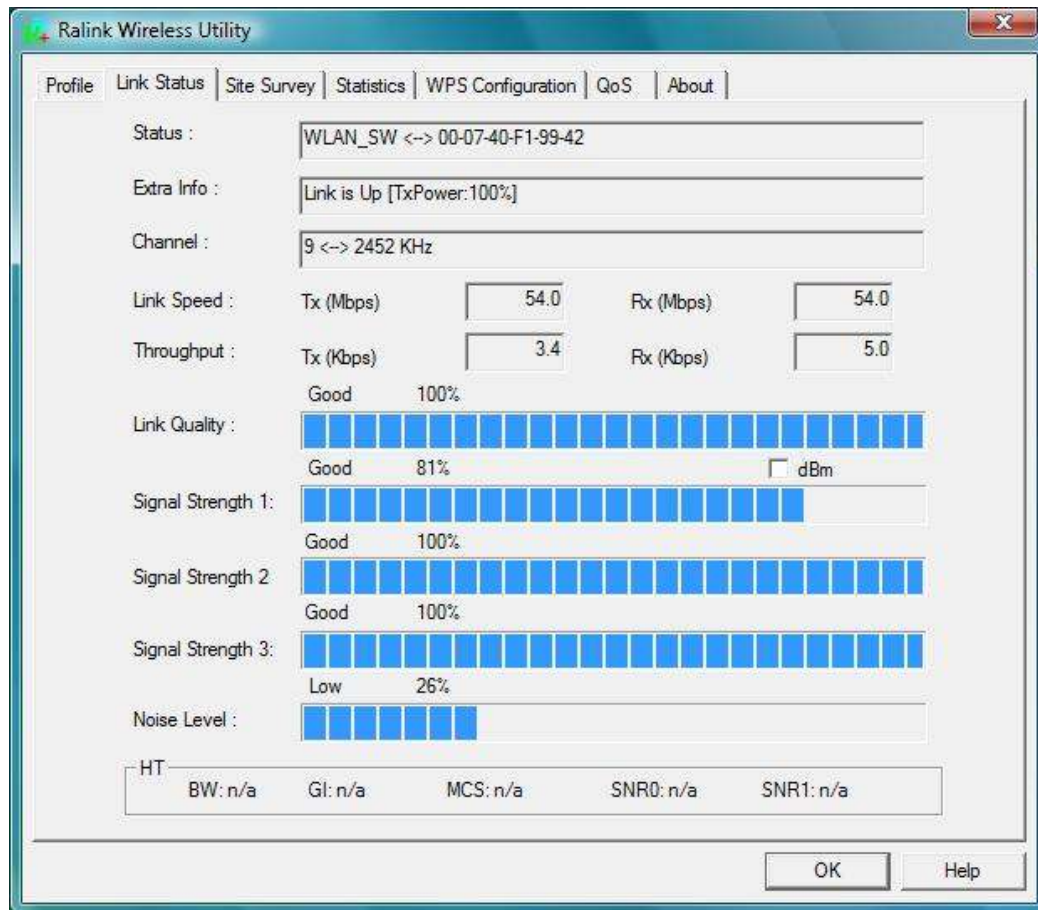 Ralink Wireless Utility
Profile Link Status Site Survey Statistics WPS Configuration QoS About
Status : WLAN_SW <--> 00-07-40-F1-99-42
Extra Info : Link is Up [TxPower:100%]
Channel : 9 <--> 2452 KHz
Link Speed : Tx (Mbps) 54.0 Rx (Mbps) 54.0
Throughput : Tx (Kbps) 3.4 Rx (Kbps) 5.0
Good 100%
Link Quality :
Good 81% dBm
Signal Strength 1:
Good 100%
Signal Strength 2
Good 100%
Signal Strength 3:
Low 26%
Noise Level :
HT
BW: n/a GI: n/a MCS: n/a SNR0: n/a SNR1: n/a
OK Help